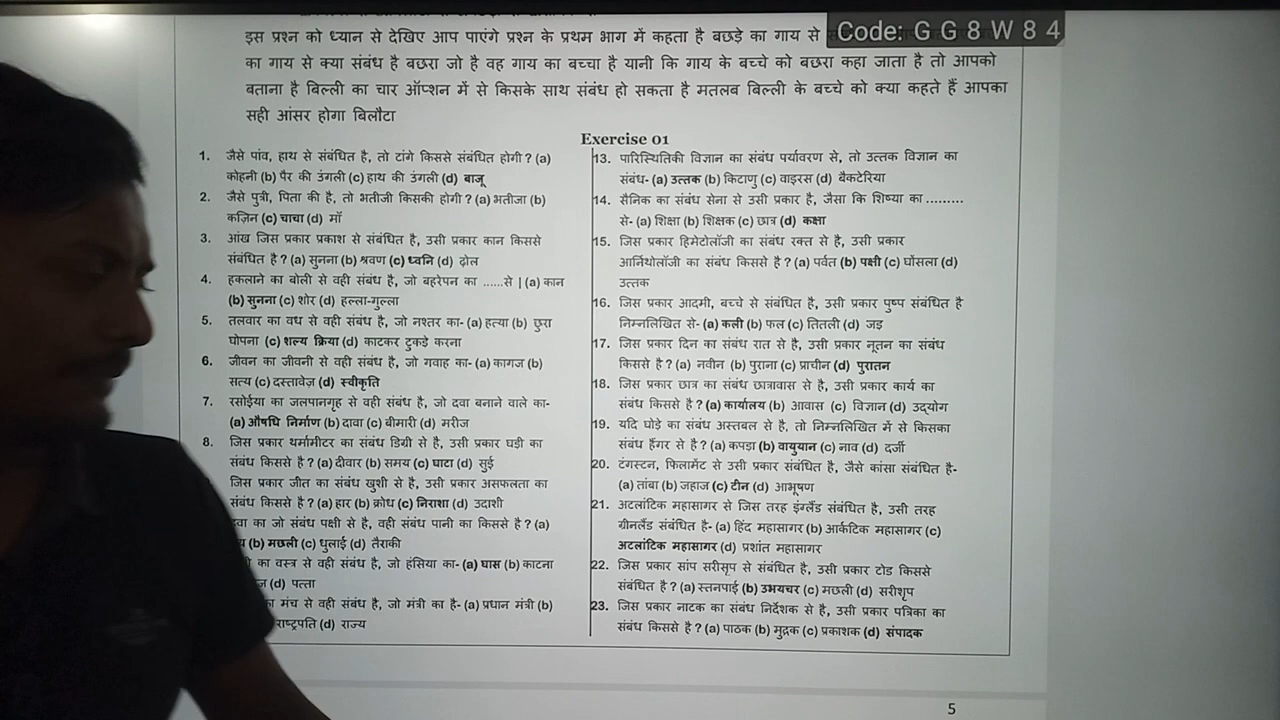 Code: G G 8 W 8 4
इस प्रश्न को ध्यान से देखिए आप पाएंगे प्रश्न के प्रथम भाग में कहता है बछड़े का गाय से
का गाय से क्या संबंध है बछरा जो है वह गाय का बच्चा है यानी कि गाय के बच्चे को बछरा कहा जाता है तो आपको
बताना है बिल्ली का चार ऑप्शन में से किसके साथ संबंध हो सकता है मतलब बिल्ली के बच्चे को क्या कहते हैं आपका
सही आंसर होगा बिलौटा
Exercise 01
1. जैसे पांव, हाथ से संबंधित है, तो टांगे किससे संबंधित होगी ? (a)
कोहनी (b) पैर की उंगली (c) हाथ की उंगली (d) बाजू
2. जैसे पुत्री, पिता की है, तो भतीजी किसकी होगी ? (a) भतीजा (b)
कज़िन (c) चाचा (d) माँ
3. आंख जिस प्रकार प्रकाश से संबंधित है, उसी प्रकार कान किससे
संबंधित है ? (a) सुनना (b) श्रवण (c) ध्वनि (d) ढ़ोल
4. हकलाने का बोली से वही संबंध है, जो बहरेपन का ......से | (a) कान
(b) सुनना (c) शोर (d) हल्ला-गुल्ला
5. तलवार का वध से वही संबंध है, जो नश्तर का- (a) हत्या (b) छुरा
घोपना (c) शल्य क्रिया (d) काटकर टुकड़े करना
6. जीवन का जीवनी से वही संबंध है, जो गवाह का- (a) कागज (b)
सत्य (c) दस्तावेज़ (d) स्वीकृति
7. रसोईया का जलपानगृह से वही संबंध है, जो दवा बनाने वाले का-
(a) औषधि निर्माण (b) दावा (c) बीमारी (d) मरीज
8. जिस प्रकार थर्मामीटर का संबंध डिग्री से है, उसी प्रकार घड़ी का
संबंध किससे है ? (a) दीवार (b) समय (c) घाटा (d) सुई
जिस प्रकार जीत का संबंध खुशी से है, उसी प्रकार असफलता का
संबंध किससे है ? (a) हार (b) क्रोध (c) निराशा (d) उदाशी
का जो संबंध पक्षी से है, वही संबंध पानी का किससे है ? (a)
(b) मछली (c) धुलाई (d) तैराकी
का वस्त्र से वही संबंध है, जो हंसिया का- (a) घास (b) काटना
(d) पत्ता
मंच से वही संबंध है, जो मंत्री का है- (a) प्रधान मंत्री (b)
राष्ट्रपति (d) राज्य
13. पारिस्थितिकी विज्ञान का संबंध पर्यावरण से, तो उत्तक विज्ञान का
संबंध- (a) उत्तक (b) किटाणु (c) वाइरस (d) बैकटेरिया
14. सैनिक का संबंध सेना से उसी प्रकार है, जैसा कि शिष्या का .........
से- (a) शिक्षा (b) शिक्षक (c) छात्र (d) कक्षा
15. जिस प्रकार हिमेटोलॉजी का संबंध रक्त से है, उसी प्रकार
आर्निथोलॉजी का संबंध किससे है ? (a) पर्वत (b) पक्षी (c) घोंसला (d)
उत्तक
16. जिस प्रकार आदमी, बच्चे से संबंधित है, उसी प्रकार पुष्प संबंधित है
निम्नलिखित से- (a) कली (b) फल (c) तितली (d) जड़
17. जिस प्रकार दिन का संबंध रात से है, उसी प्रकार नूतन का संबंध
किससे है ? (a) नवीन (b) पुराना (c) प्राचीन (d) पुरातन
18. जिस प्रकार छात्र का संबंध छात्रावास से है, उसी प्रकार कार्य का
संबंध किससे है ? (a) कार्यालय (b) आवास (c) विज्ञान (d) उद्योग
19. यदि घोड़े का संबंध अस्तबल से है, तो निम्नलिखित में से किसका
संबंध हैंगर से है ? (a) कपड़ा (b) वायुयान (c) नाव (d) दर्जी
20. टंगस्टन, फिलामेंट से उसी प्रकार संबंधित है, जैसे कांसा संबंधित है-
(a) तांबा (b) जहाज (c) टीन (d) आभूषण
21. अटलांटिक महासागर से जिस तरह इंग्लैंड संबंधित है, उसी तरह
ग्रीनलैंड संबंधित है- (a) हिंद महासागर (b) आर्कटिक महासागर (c)
अटलांटिक महासागर (d) प्रशांत महासागर
22. जिस प्रकार सांप सरीसृप से संबंधित है, उसी प्रकार टोड किससे
संबंधित है ? (a) स्तनपाई (b) उभयचर (c) मछली (d) सरीशृप
23. जिस प्रकार नाटक का संबंध निर्देशक से है, उसी प्रकार पत्रिका का
संबंध किससे है ? (a) पाठक (b) मुद्रक (c) प्रकाशक (d) संपादक
5